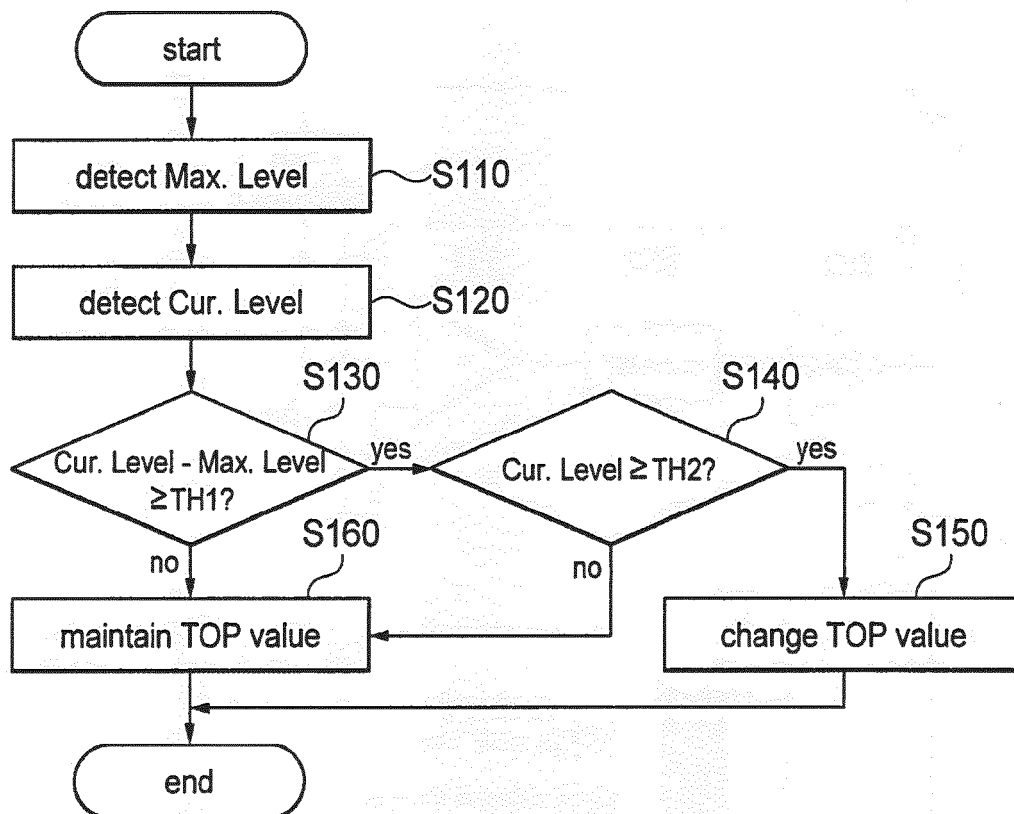 start
detect Max. Level
S110
detect Cur. Level
S120
S130
Cur. Level - Max. Level
≥TH1?
yes
no
S140
Cur. Level ≥ TH2?
yes
no
S160
maintain TOP value
S150
change TOP value
end